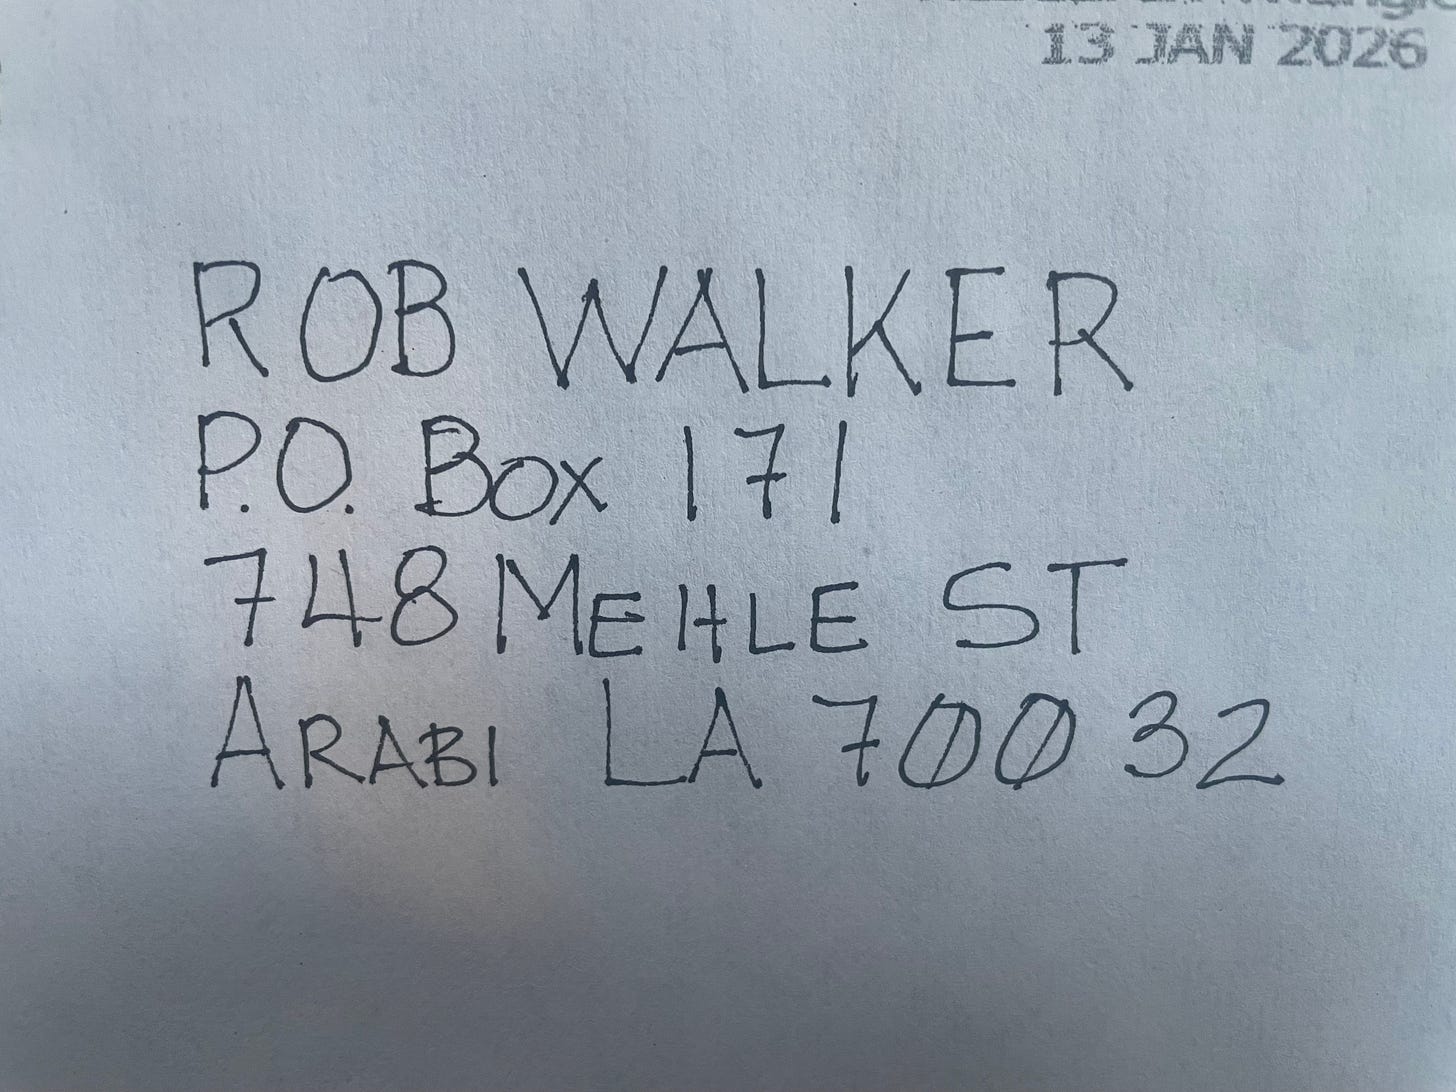 13 JAN 2026
ROB WALKER
P.O. BOX 171
748 MEHLE ST
ARABI LA 70032